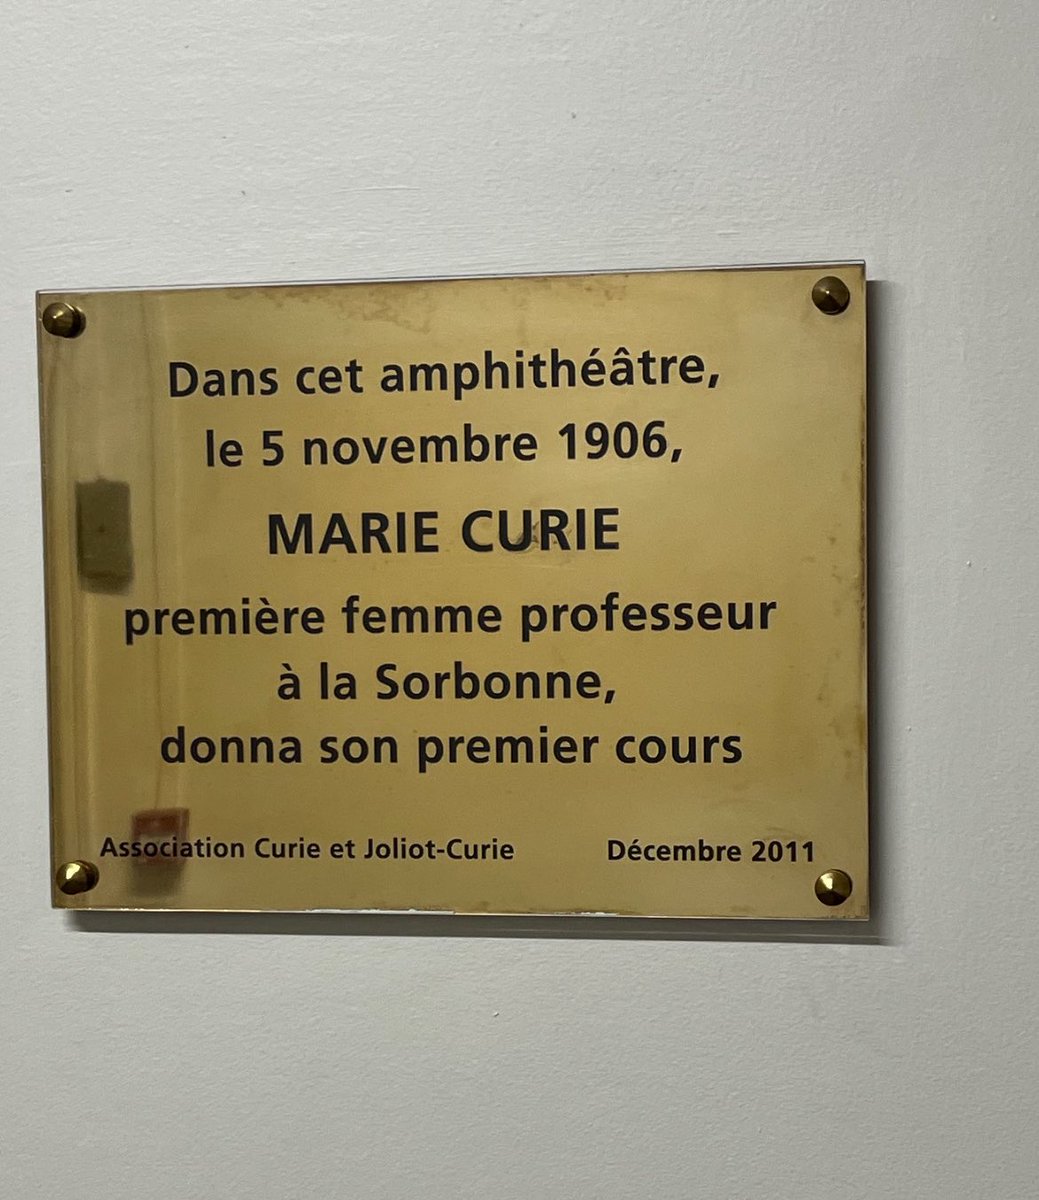 Dans cet amphithéâtre,
le 5 novembre 1906,
MARIE CURIE
première femme professeur
à la Sorbonne,
donna son premier cours
Association Curie et Joliot-Curie Décembre 2011